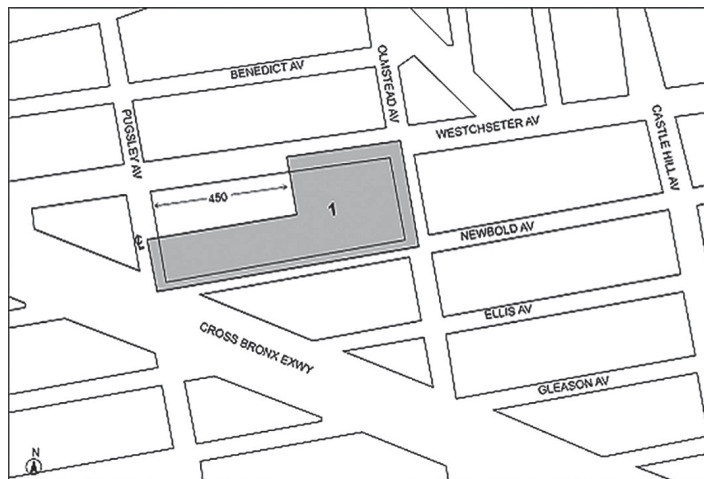 BENEDICT AV
OLMSTEAD AV
PUGSLEY AV
WESTCHSETER AV
CASTLE HILL AV
450
1
NEWBOLD AV
℄
ELLIS AV
CROSS BRONX EXWY
GLEASON AV
N